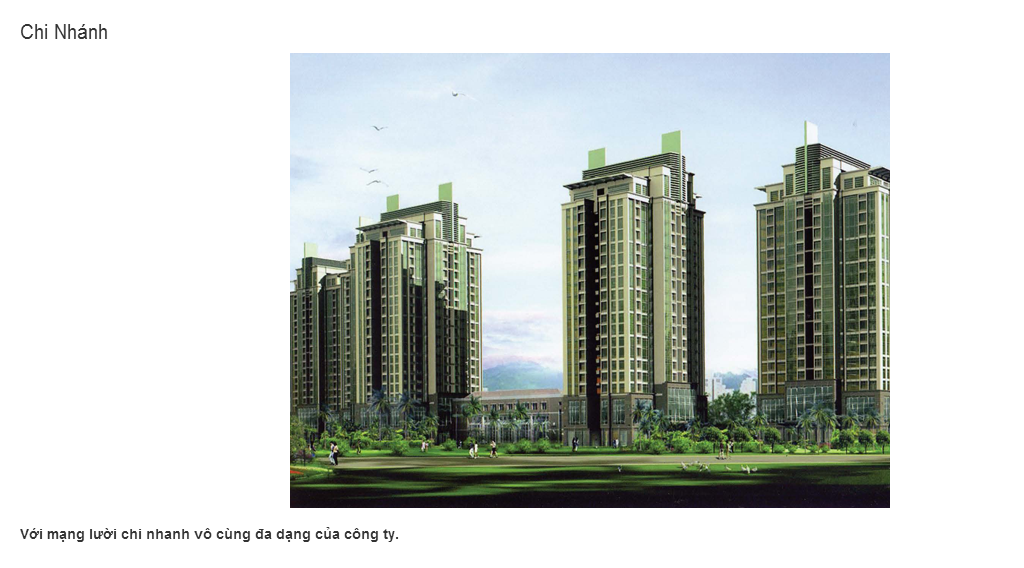 Chi Nhánh
Với mạng lười chi nhanh vô cùng đa dạng của công ty.